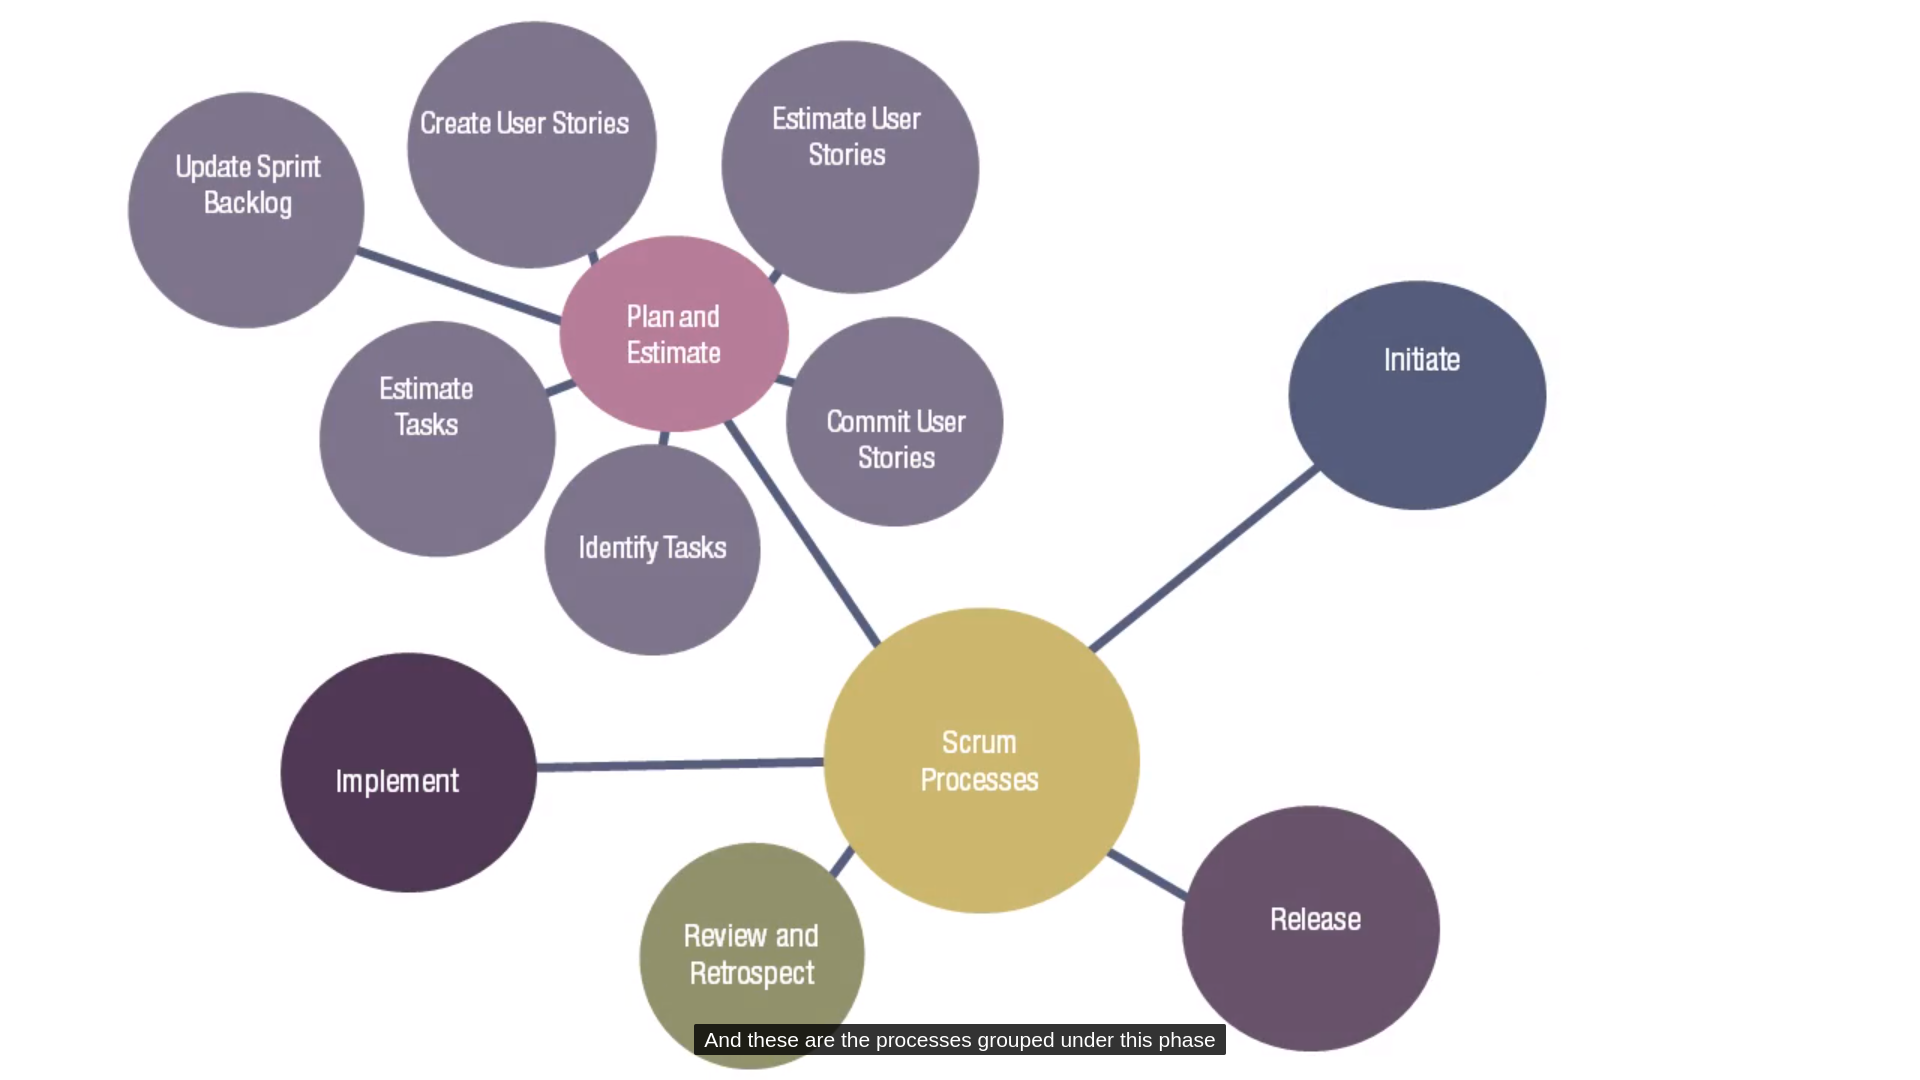 Create User Stories
Estimate User
Stories
Update Sprint
Backlog
Plan and
Estimate
Initiate
Estimate
Tasks
Commit User
Stories
Identify Tasks
Scrum
Processes
Implement
Release
Review and
Retrospect
And these are the processes grouped under this phase